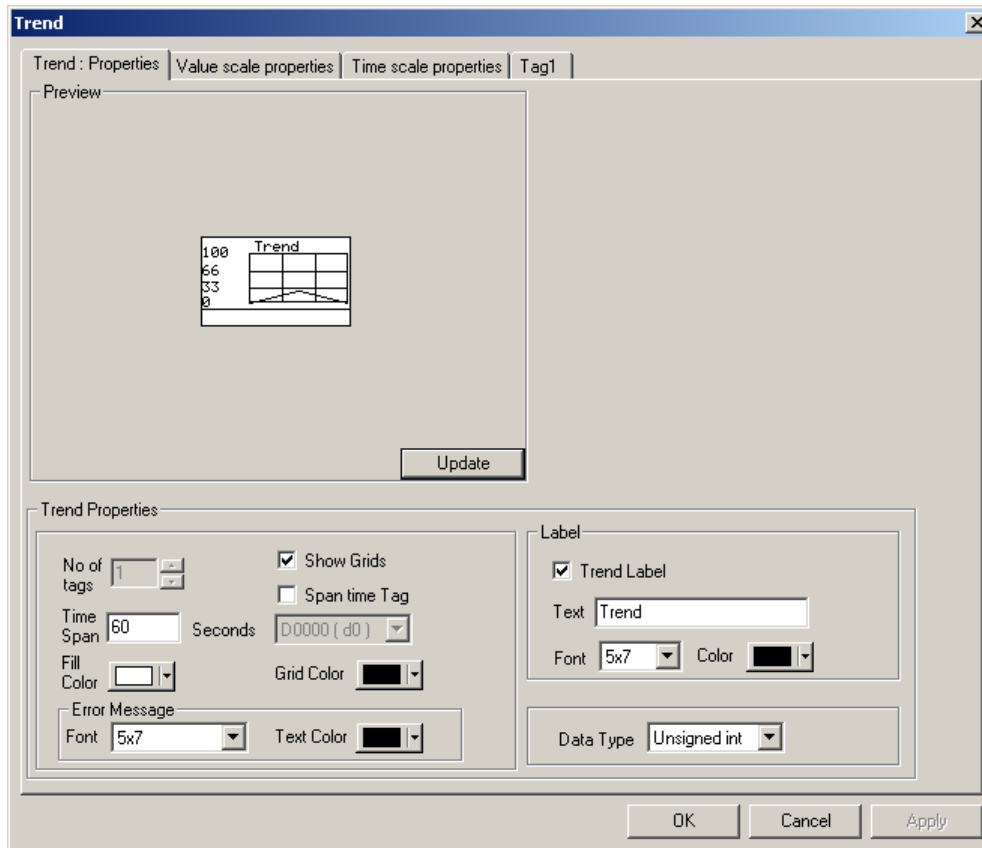 Trend
Trend : Properties
Value scale properties
Time scale properties
Tag1
Preview
Trend
100
66
33
0
Update
Trend Properties
No of
tags
1
Show Grids
Span time Tag
Time
Span
60
Seconds
D0000 ( d0 )
Fill
Color
Grid Color
Error Message
Font
5x7
Text Color
Label
Trend Label
Text
Trend
Font
5x7
Color
Data Type
Unsigned int
OK
Cancel
Apply